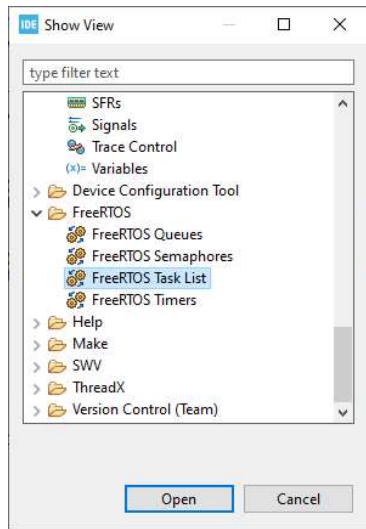 IDE Show View
type filter text
SFRs
Signals
Trace Control
(x)= Variables
Device Configuration Tool
FreeRTOS
FreeRTOS Queues
FreeRTOS Semaphores
FreeRTOS Task List
FreeRTOS Timers
Help
Make
SWV
ThreadX
Version Control (Team)
Open Cancel